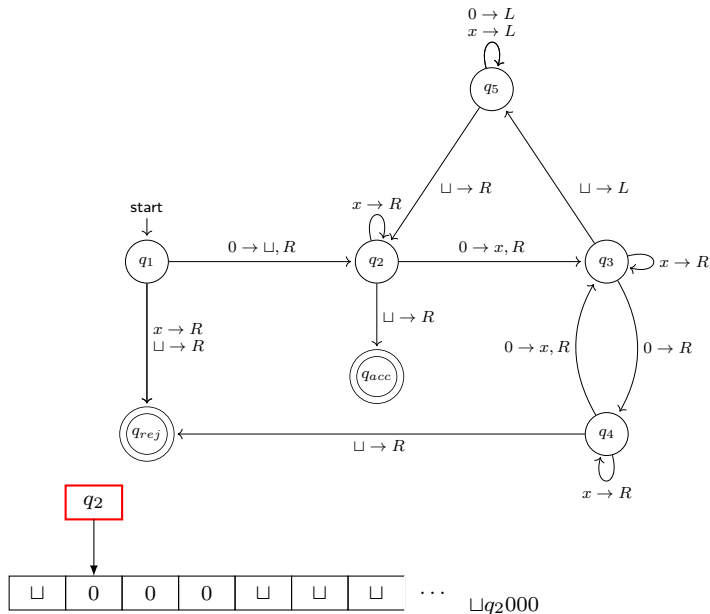 0 → L
x → L
q5
⊔ → R
⊔ → L
start
x → R
q1
0 → ⊔, R
q2
0 → x, R
q3
x → R
x → R
⊔ → R
⊔ → R
0 → x, R
0 → R
qacc
qrej
⊔ → R
q4
x → R
q2
⊔ 0 0 0 ⊔ ⊔ ⊔ ···
⊔q2000